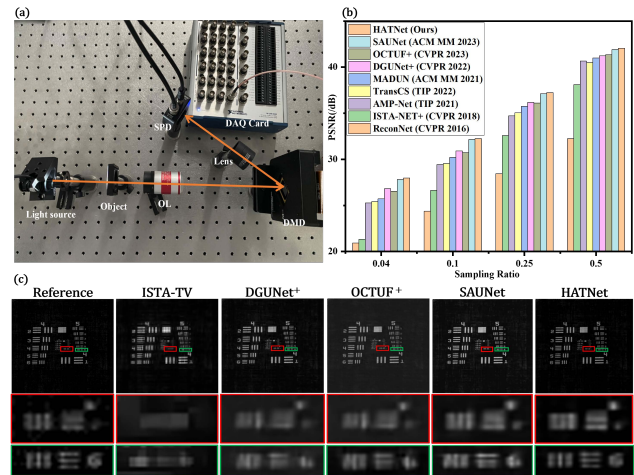 (a)
SPD
DAQ Card
Lens
Light source
Object
OL
DMD
(b)
HATNet (Ours)
SAUNet (ACM MM 2023)
OCTUF+ (CVPR 2023)
DGUNet+ (CVPR 2022)
MADUN (ACM MM 2021)
TransCS (TIP 2022)
AMP-Net (TIP 2021)
ISTA-NET+ (CVPR 2018)
ReconNet (CVPR 2016)
PSNR(/dB)
40
30
20
0.04 0.1 0.25 0.5
Sampling Ratio
(c)
Reference ISTA-TV DGUNet+ OCTUF+ SAUNet HATNet